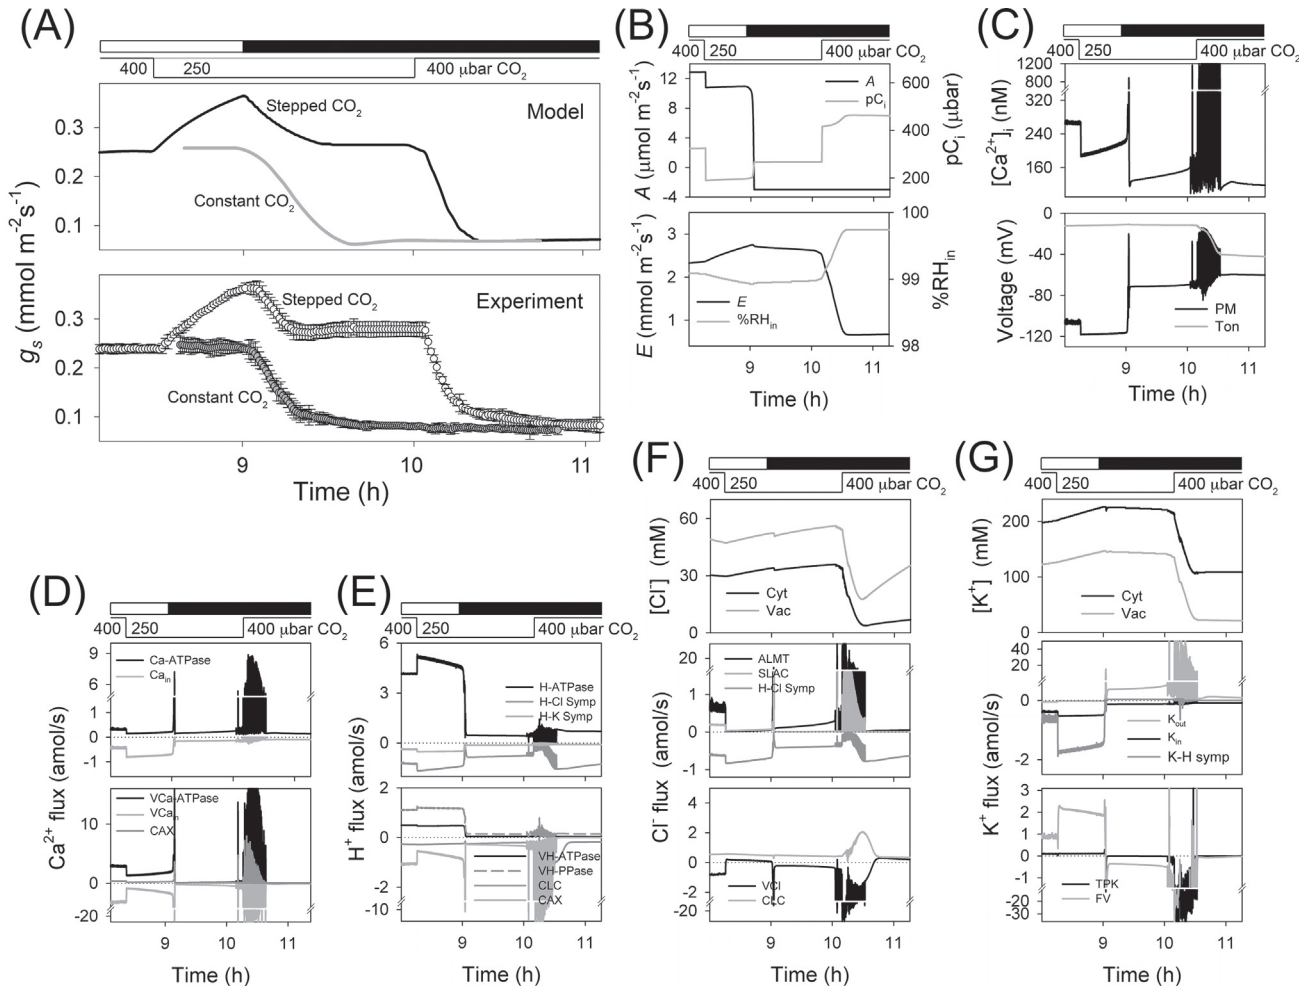 (A)
400 250 400 μbar CO2
Stepped CO2
Model
Constant CO2
0.3
0.2
0.1
gs (mmol m-2s-1)
Stepped CO2
Experiment
Constant CO2
0.3
0.2
0.1
9 10 11
Time (h)
(B)
400 250 400 μbar CO2
A (μmol m-2s-1)
12
8
4
0
-4
A
pCi
600
400
200
pCi (μbar)
E (mmol m-2s-1)
3
2
1
E
%RHin
100
99
98
%RHin
9 10 11
Time (h)
(C)
400 250 400 μbar CO2
[Ca2+]i (nM)
1200
800
320
240
160
Voltage (mV)
0
-40
-80
-120
PM
Ton
9 10 11
Time (h)
(D)
400 250 400 μbar CO2
Ca2+ flux (amol/s)
9
6
1
0
-1
Ca-ATPase
Cain
10
0
-20
VCa-ATPase
VCain
CAX
9 10 11
Time (h)
(E)
400 250 400 μbar CO2
H+ flux (amol/s)
6
3
0
H-ATPase
H-Cl Symp
H-K Symp
2
0
-2
-10
VH-ATPase
VH-PPase
CLC
CAX
9 10 11
Time (h)
(F)
400 250 400 μbar CO2
[Cl-] (mM)
60
30
0
Cyt
Vac
Cl- flux (amol/s)
20
1
0
-1
ALMT
SLAC
H-Cl Symp
4
2
0
-2
-20
VCl
CLC
9 10 11
Time (h)
(G)
400 250 400 μbar CO2
[K+] (mM)
200
100
0
Cyt
Vac
K+ flux (amol/s)
40
20
0
-2
Kout
Kin
K-H symp
3
2
1
0
-1
-20
-30
TPK
FV
9 10 11
Time (h)